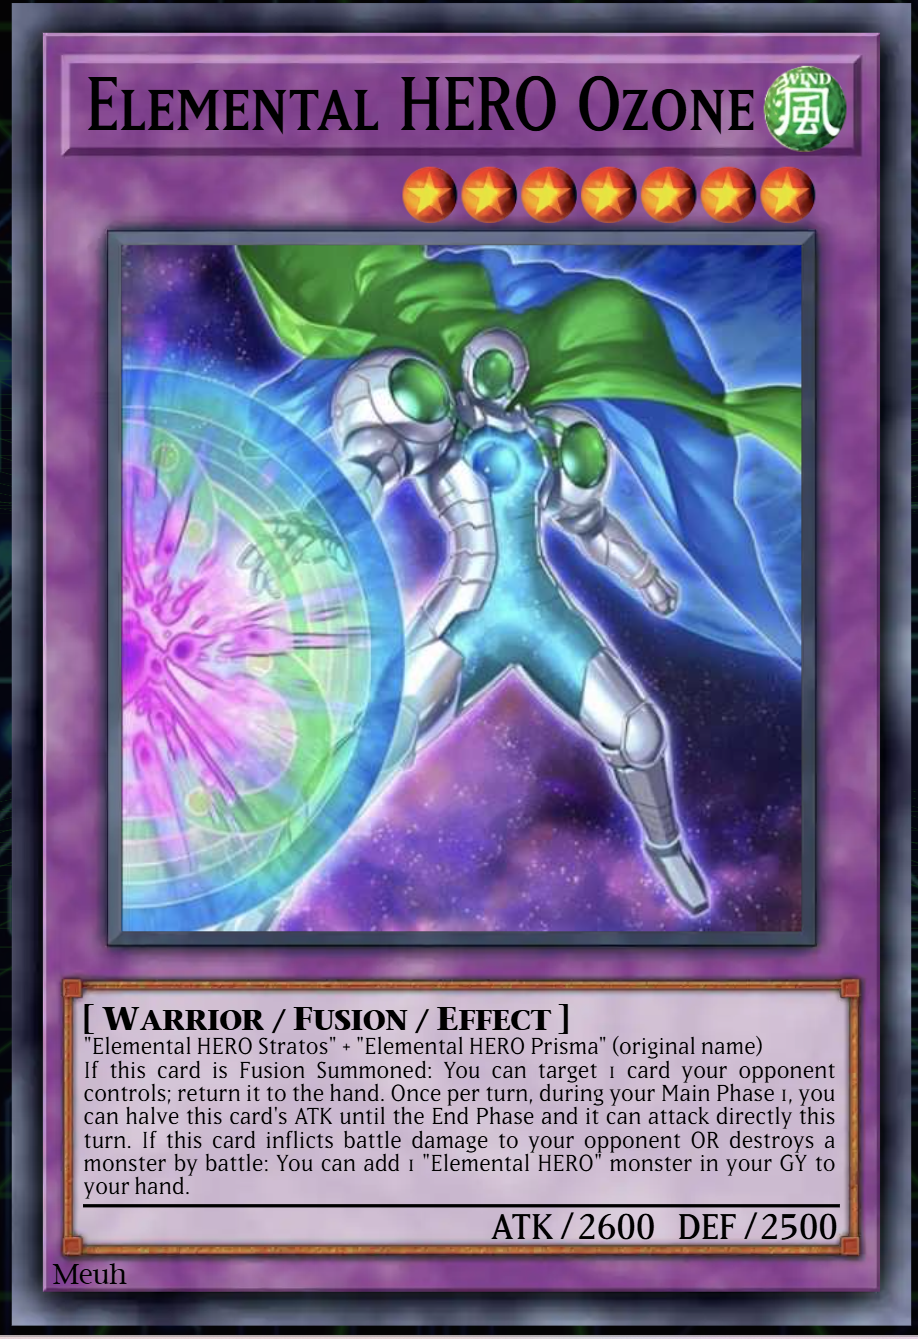 Elemental HERO Ozone
WIND
風
[ Warrior / Fusion / Effect ]
"Elemental HERO Stratos" + "Elemental HERO Prisma" (original name)
If this card is Fusion Summoned: You can target 1 card your opponent
controls; return it to the hand. Once per turn, during your Main Phase 1, you
can halve this card's ATK until the End Phase and it can attack directly this
turn. If this card inflicts battle damage to your opponent OR destroys a
monster by battle: You can add 1 "Elemental HERO" monster in your GY to
your hand.
ATK / 2600 DEF / 2500
Meuh